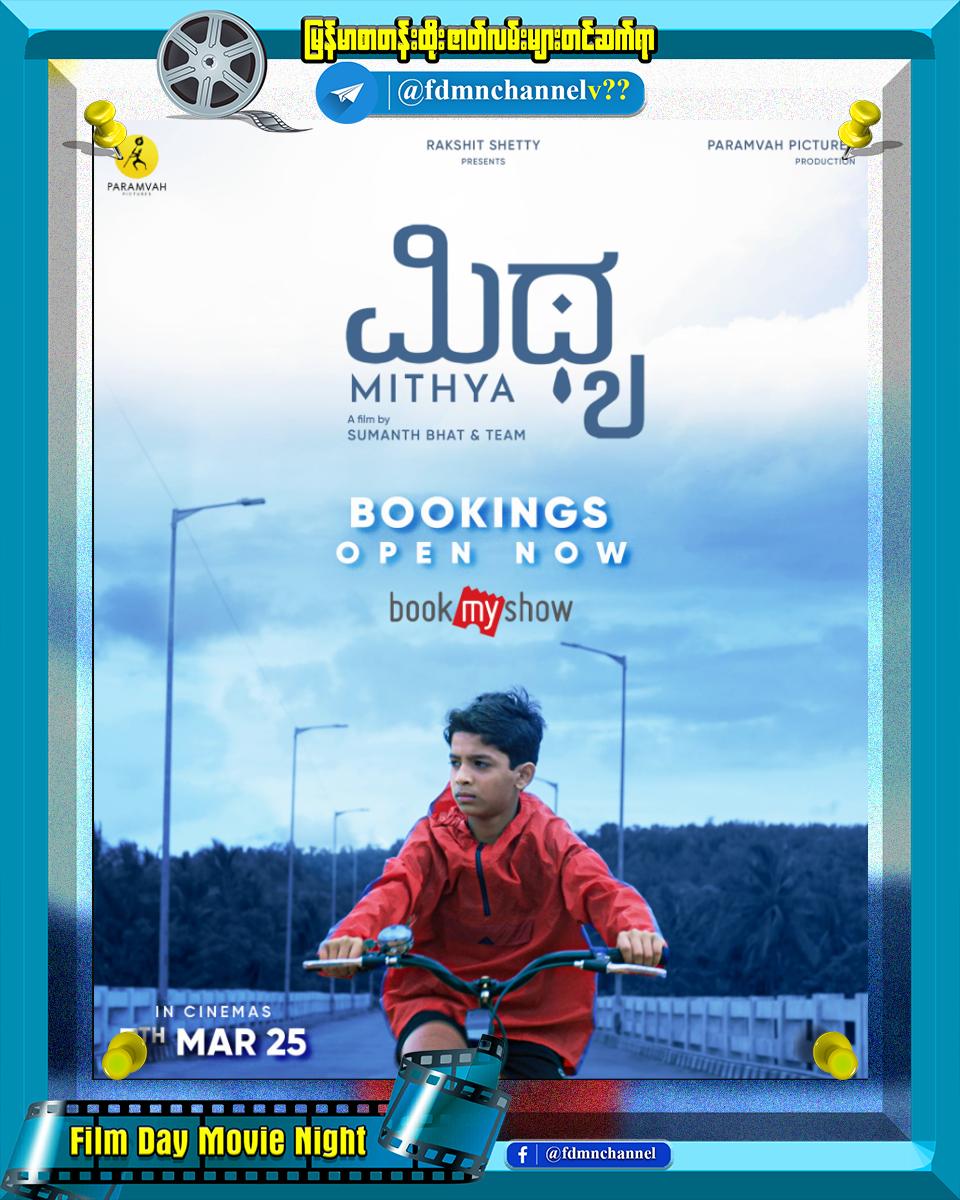 မြန်မာစာတန်းထိုးဇာတ်လမ်းများတင်ဆက်ရာ
@fdmnchannelv??
PARAMVAH
PICTURES
RAKSHIT SHETTY
PRESENTS
PARAMVAH PICTURE
PRODUCTION
ಮಿಥ್ಯ
MITHYA
A film by
SUMANTH BHAT & TEAM
BOOKINGS
OPEN NOW
bookmyshow
IN CINEMAS
7TH MAR 25
Film Day Movie Night
f @fdmnchannel